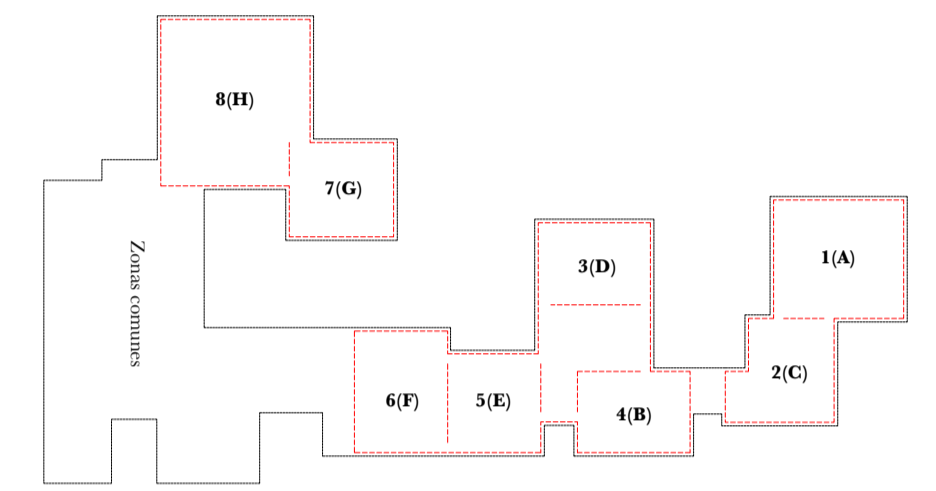 8(H)
7(G)
Zonas comunes
3(D)
1(A)
6(F)
5(E)
4(B)
2(C)